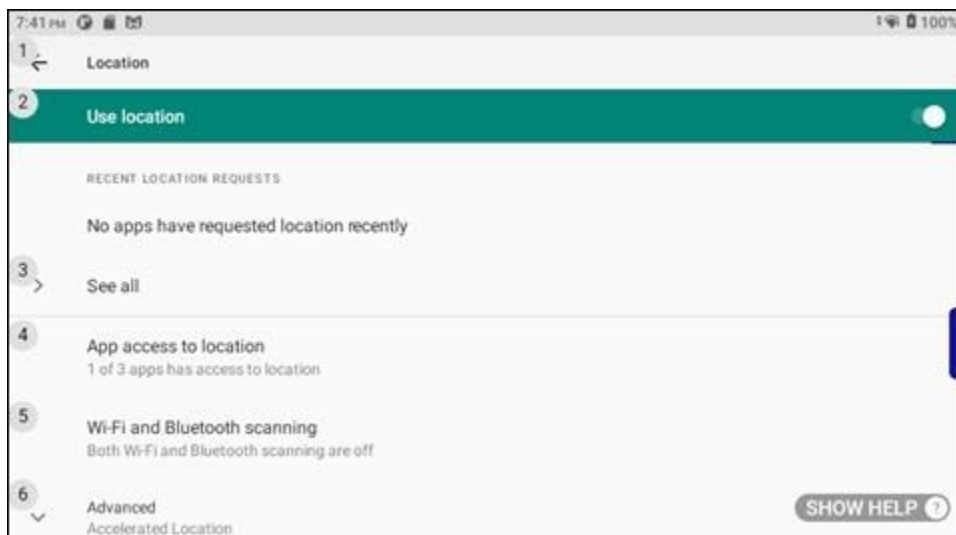 7:41 PM 100%
1 Location
2 Use location
RECENT LOCATION REQUESTS
No apps have requested location recently
3 See all
4 App access to location
1 of 3 apps has access to location
5 Wi-Fi and Bluetooth scanning
Both Wi-Fi and Bluetooth scanning are off
6 Advanced
Accelerated Location
SHOW HELP ?